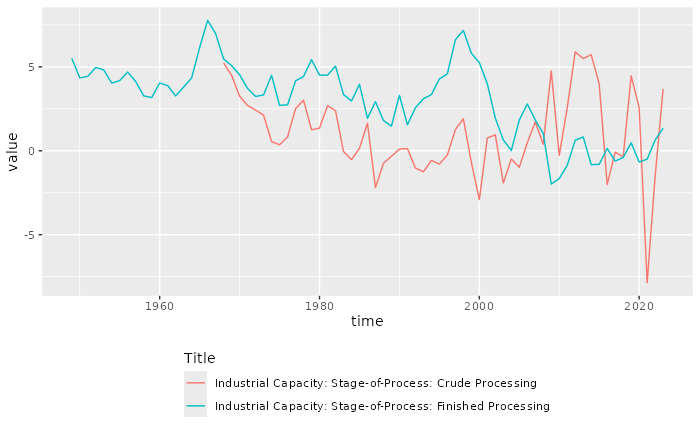 5
0
-5
value
1960 1980 2000 2020
time
Title
Industrial Capacity: Stage-of-Process: Crude Processing
Industrial Capacity: Stage-of-Process: Finished Processing